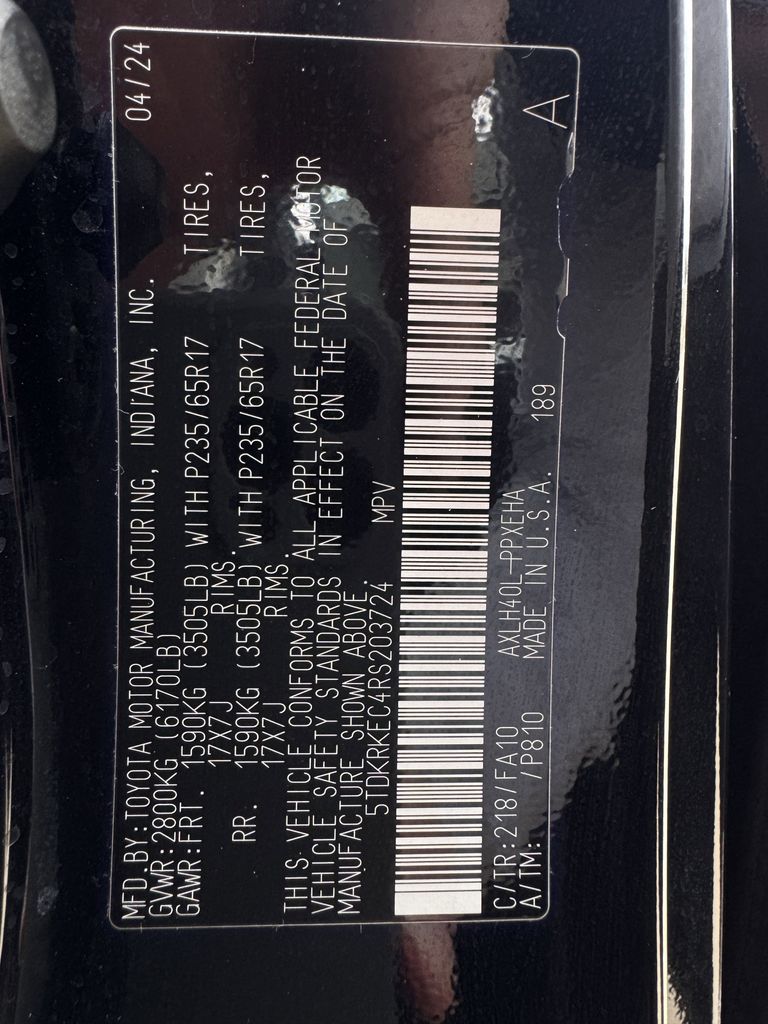 MFD.BY:TOYOTA MOTOR MANUFACTURING, INDIANA, INC. 04/24
GVWR:2800KG (6170LB)
GAWR:FRT. 1590KG (3505LB) WITH P235/65R17 TIRES,
17X7J RIMS.
RR. 1590KG (3505LB) WITH P235/65R17 TIRES,
17X7J RIMS.
THIS VEHICLE CONFORMS TO ALL APPLICABLE FEDERAL MOTOR
VEHICLE SAFETY STANDARDS IN EFFECT ON THE DATE OF
MANUFACTURE SHOWN ABOVE.
5TDKRKEC4RS203724 MPV
C/TR:218/FA10 AXLH40L-PPXEHA
A/TM: /P810 MADE IN U.S.A. 189 A